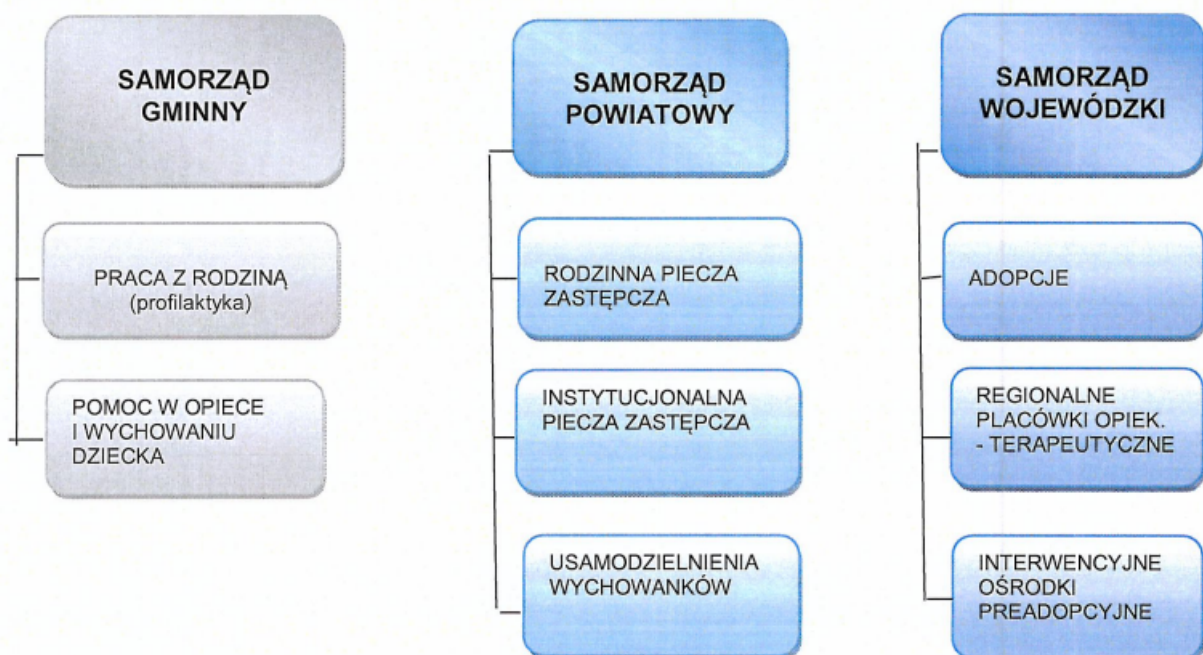 SAMORZĄD
GMINNY
PRACA Z RODZINĄ
(profilaktyka)
POMOC W OPIECE
I WYCHOWANIU
DZIECKA
SAMORZĄD
POWIATOWY
RODZINNA PIECZA
ZASTĘPCZA
INSTYTUCJONALNA
PIECZA ZASTĘPCZA
USAMODZIELNIENIA
WYCHOWANKÓW
SAMORZĄD
WOJEWÓDZKI
ADOPCJE
REGIONALNE
PLACÓWKI OPIEK.
- TERAPEUTYCZNE
INTERWENCYJNE
OŚRODKI
PREADOPCYJNE